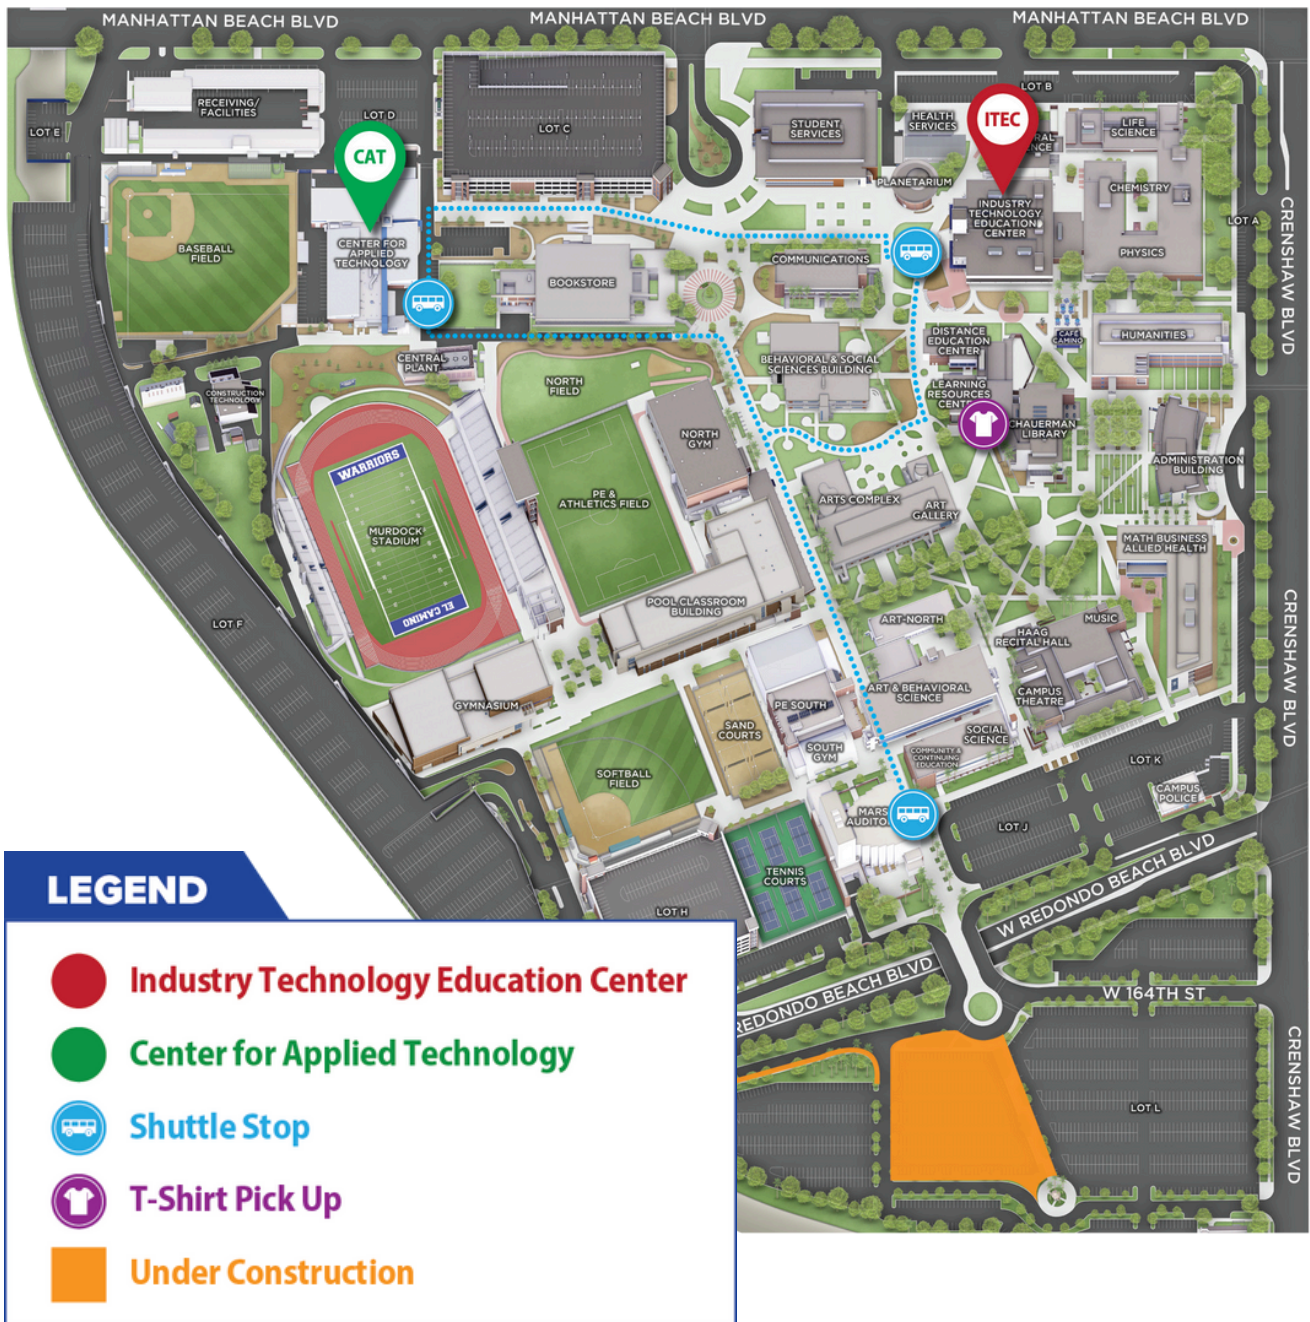 MANHATTAN BEACH BLVD
MANHATTAN BEACH BLVD
MANHATTAN BEACH BLVD
RECEIVING/
FACILITIES
LOT E
LOT D
LOT C
LOT B
STUDENT
SERVICES
HEALTH
SERVICES
ITEC
LIFE
SCIENCE
CAT
PLANETARIUM
CHEMISTRY
INDUSTRY
TECHNOLOGY
EDUCATION
CENTER
LOT A
CRENSHAW BLVD
BASEBALL
FIELD
CENTER FOR
APPLIED
TECHNOLOGY
COMMUNICATIONS
PHYSICS
BOOKSTORE
DISTANCE
EDUCATION
CENTER
CAFE
CAMINO
HUMANITIES
CENTRAL
PLANT
BEHAVIORAL & SOCIAL
SCIENCES BUILDING
NORTH
FIELD
CONSTRUCTION
TECHNOLOGY
LEARNING
RESOURCES
CHAUERMAN
LIBRARY
NORTH
GYM
WARRIORS
ADMINISTRATION
BUILDING
PE &
ATHLETICS FIELD
ARTS COMPLEX
ART
GALLERY
MURDOCK
STADIUM
MATH BUSINESS
ALLIED HEALTH
EL CAMINO
POOL CLASSROOM
BUILDING
LOT F
ART-NORTH
MUSIC
HAAG
RECITAL HALL
CRENSHAW BLVD
ART & BEHAVIORAL
SCIENCE
CAMPUS
THEATRE
GYMNASIUM
PE SOUTH
SAND
COURTS
SOCIAL
SCIENCE
SOUTH
GYM
COMMUNITY &
CONTINUING
EDUCATION
LOT K
SOFTBALL
FIELD
CAMPUS
POLICE
LOT J
TENNIS
COURTS
W REDONDO BEACH BLVD
LOT H
REDONDO BEACH BLVD
W 164TH ST
CRENSHAW BLVD
LOT L
LEGEND
Industry Technology Education Center
Center for Applied Technology
Shuttle Stop
T-Shirt Pick Up
Under Construction